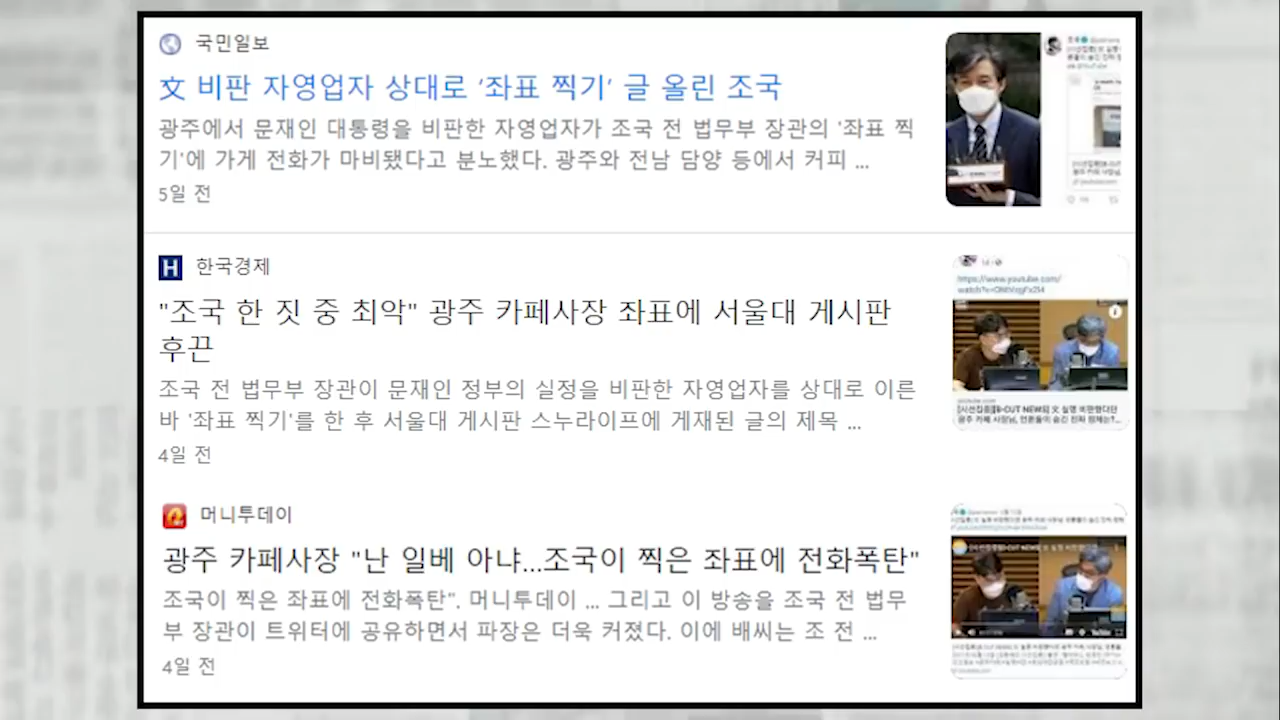 국민일보
文 비판 자영업자 상대로 ‘좌표 찍기’ 글 올린 조국
광주에서 문재인 대통령을 비판한 자영업자가 조국 전 법무부 장관의 '좌표 찍
기'에 가게 전화가 마비됐다고 분노했다. 광주와 전남 담양 등에서 커피 ...
5일 전
H 한국경제
"조국 한 짓 중 최악" 광주 카페사장 좌표에 서울대 게시판
후끈
조국 전 법무부 장관이 문재인 정부의 실정을 비판한 자영업자를 상대로 이른
바 '좌표 찍기'를 한 후 서울대 게시판 스누라이프에 게재된 글의 제목 ...
4일 전
https://www.youtube.com/
머니투데이
광주 카페사장 "난 일베 아냐...조국이 찍은 좌표에 전화폭탄"
조국이 찍은 좌표에 전화폭탄". 머니투데이 ... 그리고 이 방송을 조국 전 법무
부 장관이 트위터에 공유하면서 파장은 더욱 커졌다. 이에 배씨는 조 전 ...
4일 전